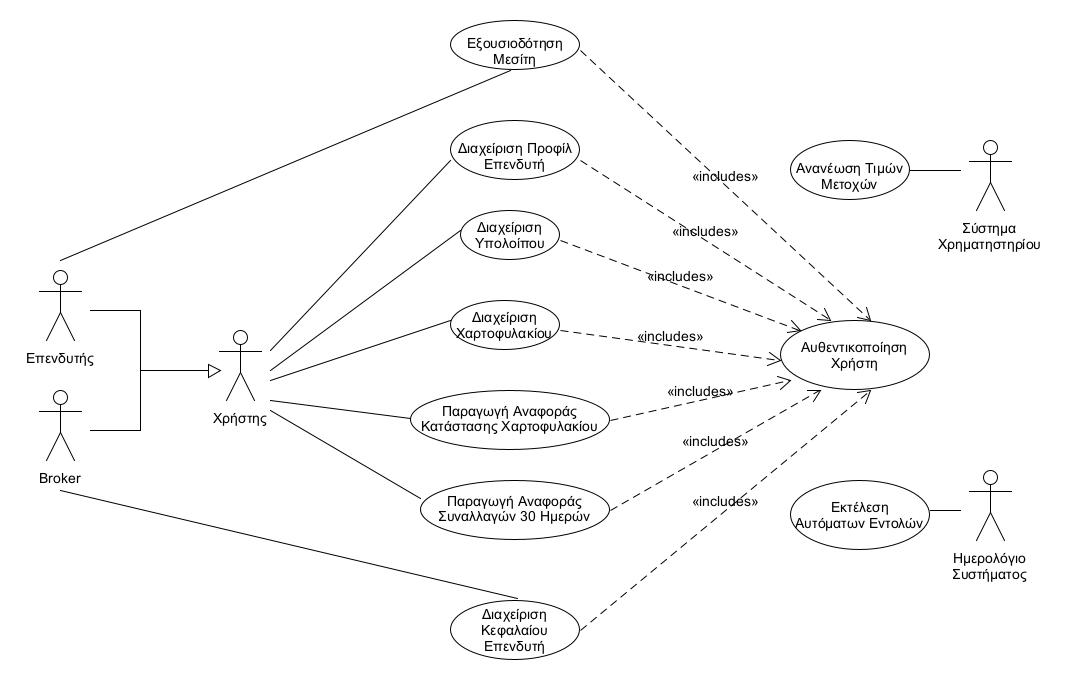 Εξουσιοδότηση
Μεσίτη
Διαχείριση Προφίλ
Επενδυτή
«includes»
Ανανέωση Τιμών
Μετοχών
Σύστημα
Χρηματηστηρίου
Διαχείριση
Υπολοίπου
«includes»
«includes»
Επενδυτής
Διαχείριση
Χαρτοφυλακίου
«includes»
Αυθεντικοποίηση
Χρήστη
Χρήστης
Παραγωγή Αναφοράς
Κατάστασης Χαρτοφυλακίου
«includes»
«includes»
Broker
Παραγωγή Αναφοράς
Συναλλαγών 30 Ημερών
«includes»
Εκτέλεση
Αυτόματων Εντολών
Ημερολόγιο
Συστήματος
Διαχείριση
Κεφαλαίου
Επενδυτή